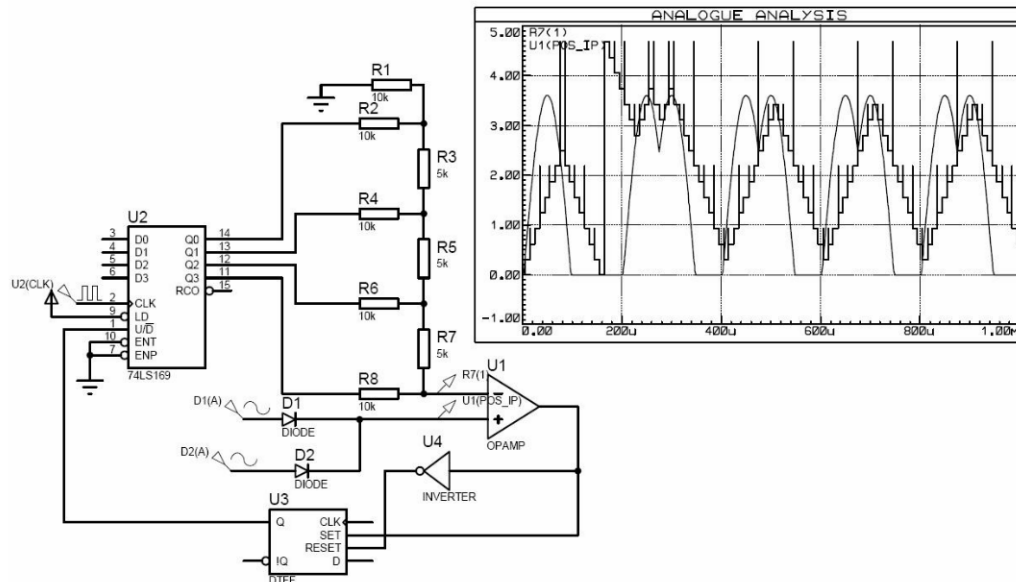 ANALOGUE ANALYSIS
5.00
R7(1)
U1(POS_IP)
4.00
3.00
2.00
1.00
0.00
-1.00
0.00
200u
400u
600u
800u
1.00m
R1
10k
R2
10k
R3
5k
R4
10k
R5
5k
R6
10k
R7
5k
R8
10k
U2
3
D0
Q0
14
4
D1
Q1
13
5
D2
Q2
12
6
D3
Q3
11
RCO
15
U2(CLK)
2
CLK
9
LD
1
U/D
10
ENT
7
ENP
74LS169
R7(1)
U1
U1(POS_IP)
OPAMP
D1(A)
D1
DIODE
D2(A)
D2
DIODE
U4
INVERTER
U3
Q
CLK
SET
RESET
!Q
D
DTFF